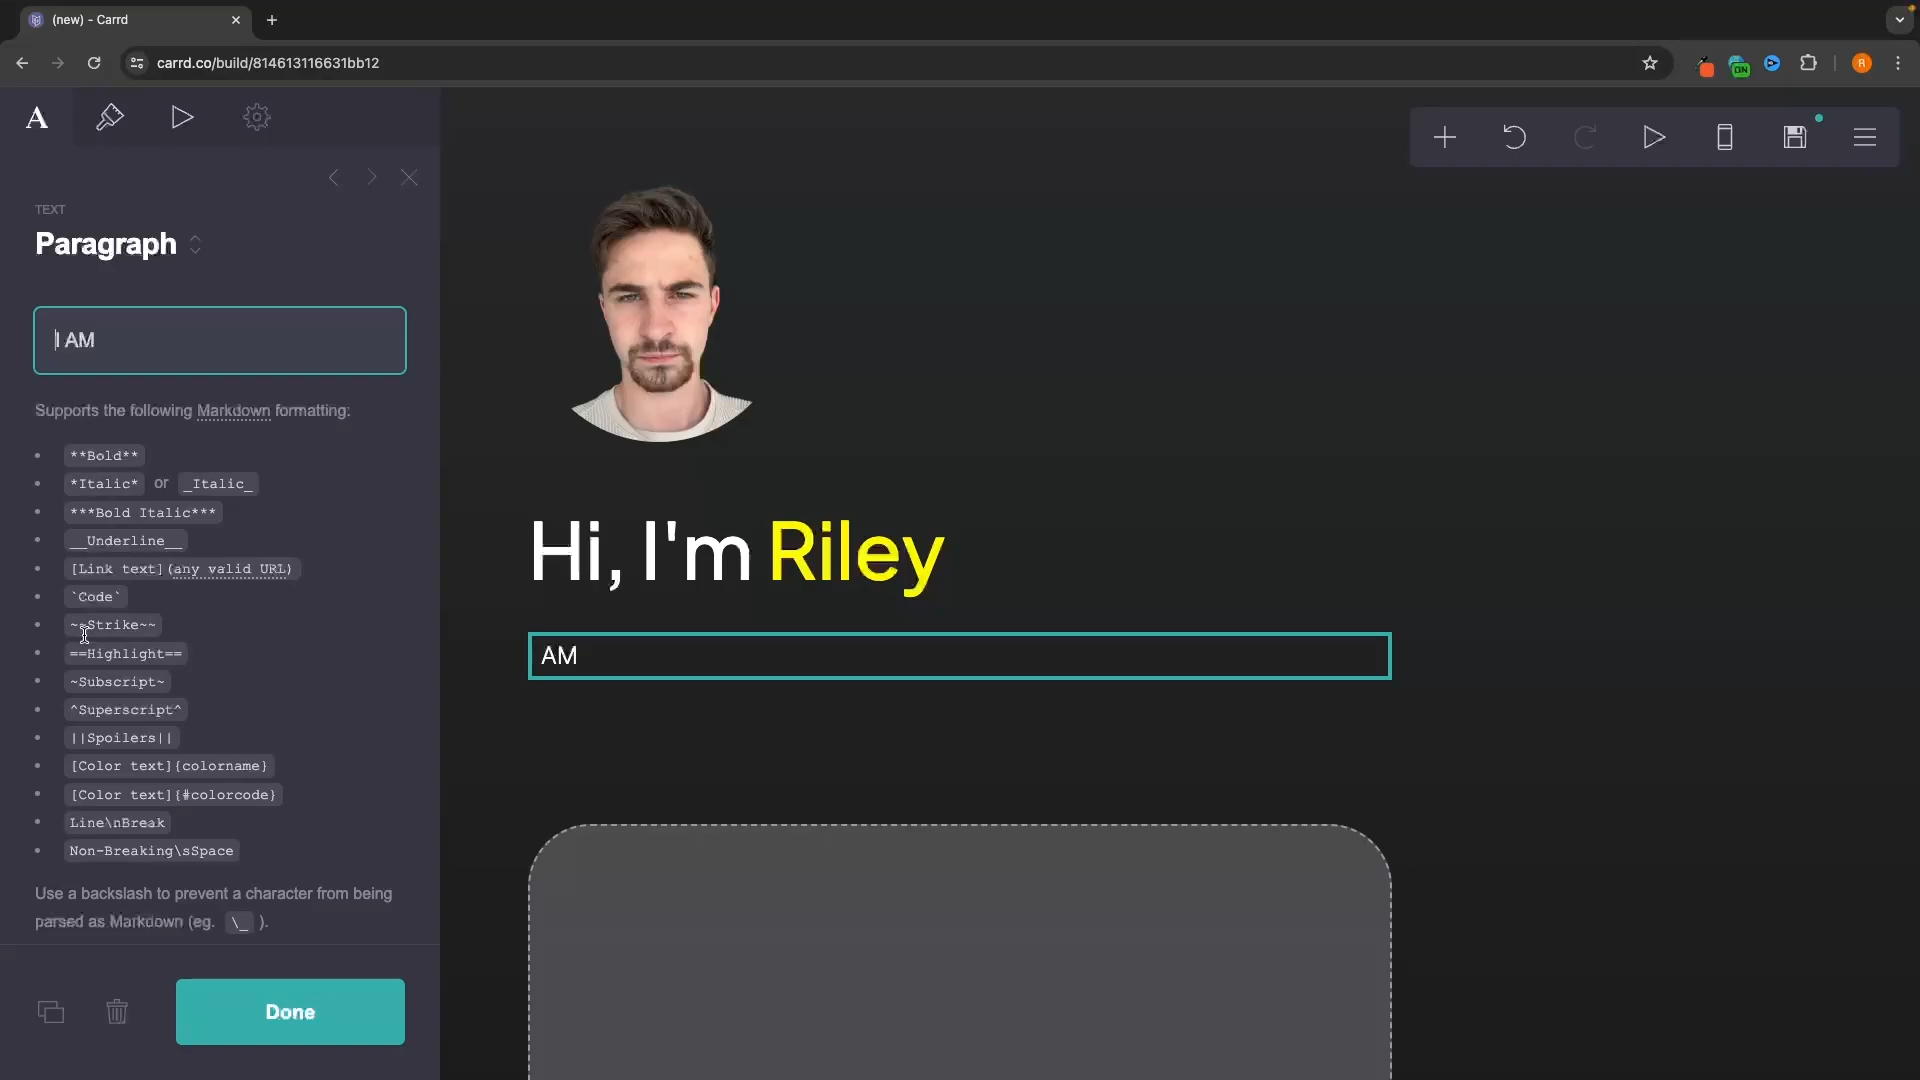 (new) - Carrd
carrd.co/build/814613116631bb12
ON
R
A
TEXT
Paragraph
I AM
Supports the following Markdown formatting:
**Bold**
*Italic* or _Italic_
***Bold Italic***
__Underline__
[Link text](any valid URL)
`Code`
~~Strike~~
==Highlight==
~Subscript~
^Superscript^
||Spoilers||
[Color text]{colorname}
[Color text]{#colorcode}
Line\nBreak
Non-Breaking\sSpace
Use a backslash to prevent a character from being
parsed as Markdown (eg. \_ ).
Done
Hi, I'm Riley
AM